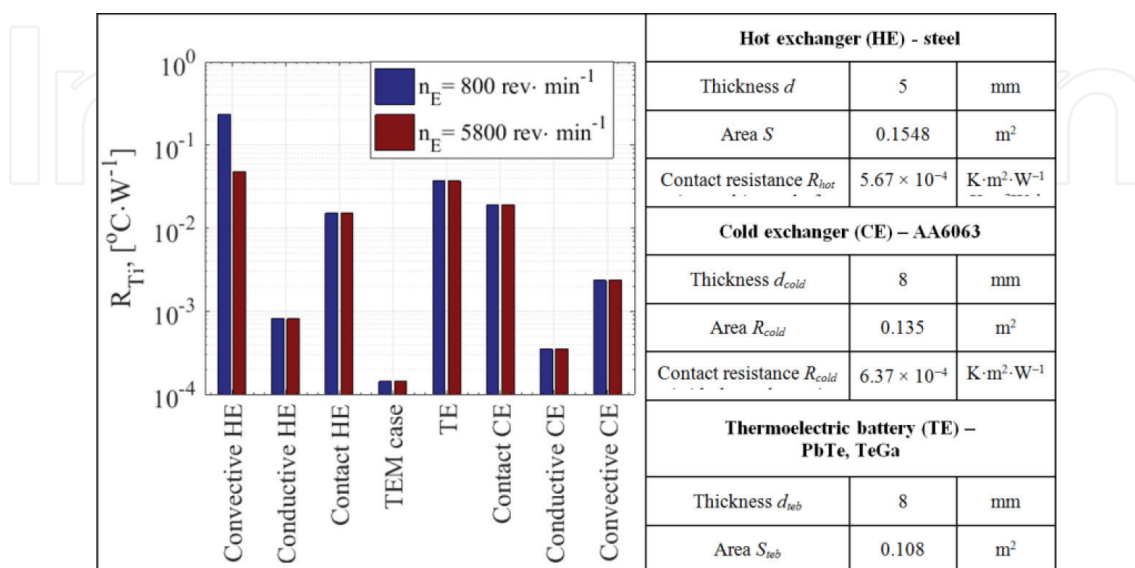 10⁰
10⁻¹
10⁻²
10⁻³
10⁻⁴
R_Ti, [°C·W⁻¹]
n_E = 800 rev· min⁻¹
n_E = 5800 rev· min⁻¹
Convective HE
Conductive HE
Contact HE
TEM case
TE
Contact CE
Conductive CE
Convective CE
Hot exchanger (HE) - steel
Thickness d 5 mm
Area S 0.1548 m²
Contact resistance R_hot 5.67 × 10⁻⁴ K·m²·W⁻¹
Cold exchanger (CE) – AA6063
Thickness d_cold 8 mm
Area R_cold 0.135 m²
Contact resistance R_cold 6.37 × 10⁻⁴ K·m²·W⁻¹
Thermoelectric battery (TE) –
PbTe, TeGa
Thickness d_teb 8 mm
Area S_teb 0.108 m²